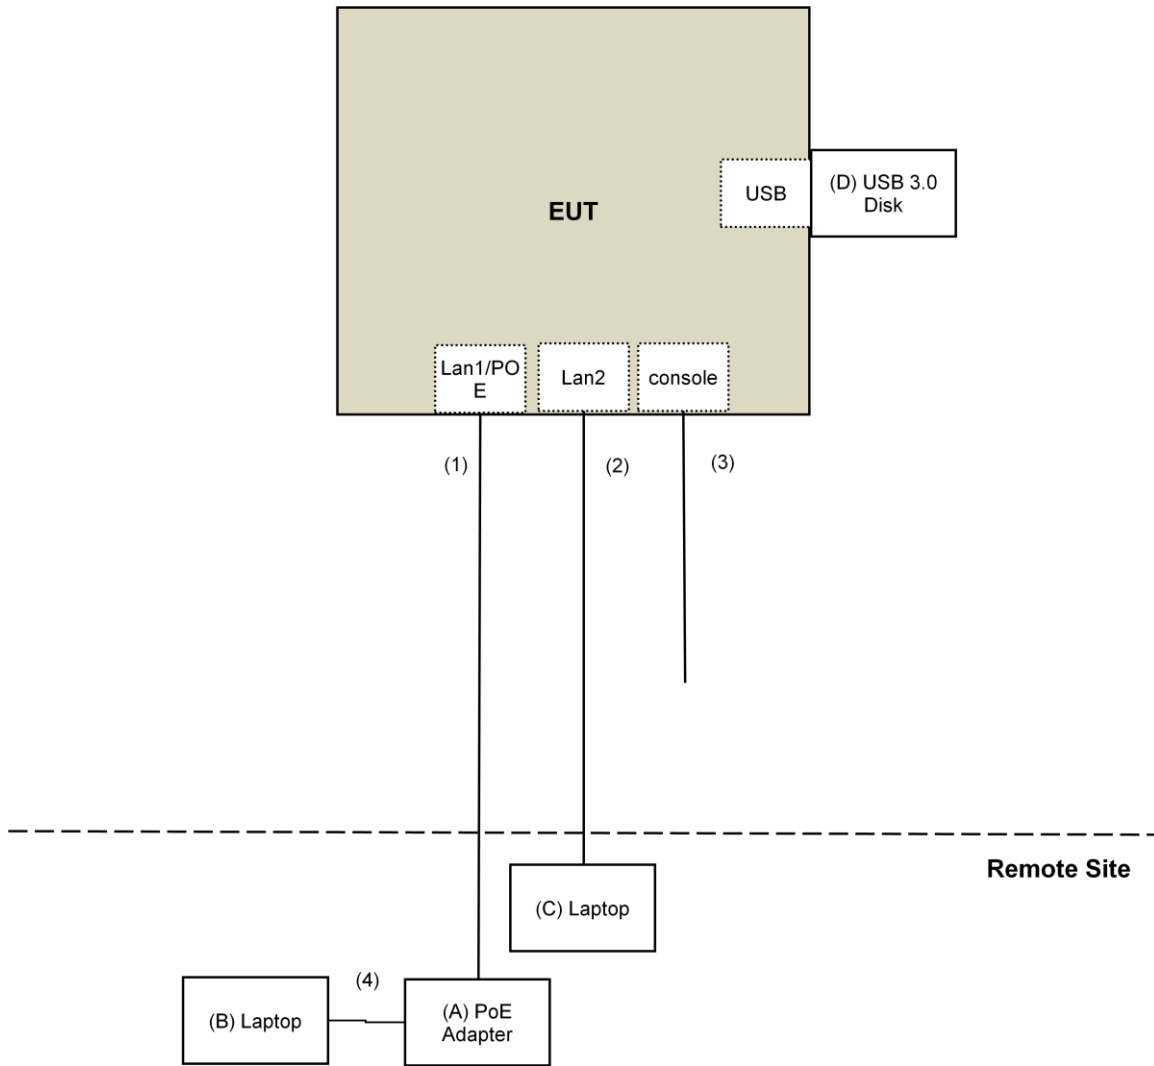 USB
(D) USB 3.0
Disk
EUT
Lan1/PO
E
Lan2
console
(1)
(2)
(3)
Remote Site
(C) Laptop
(4)
(B) Laptop
(A) PoE
Adapter